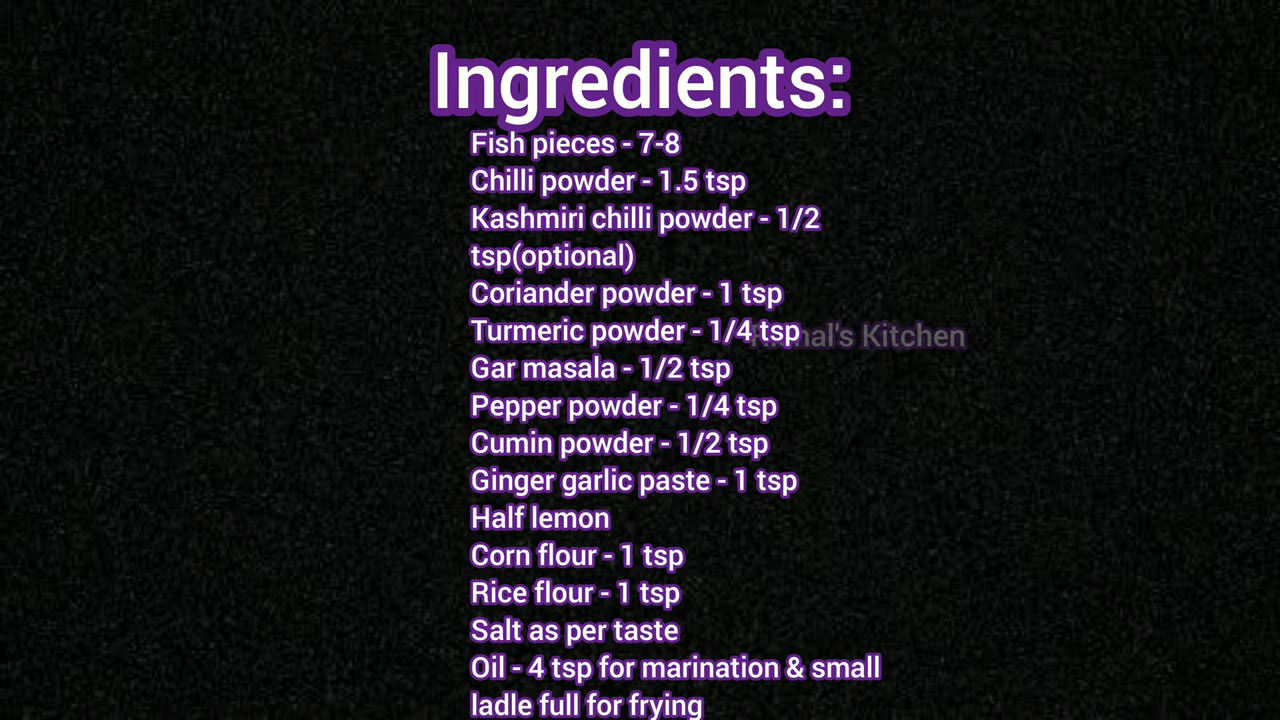 Ingredients:
Fish pieces - 7-8
Chilli powder - 1.5 tsp
Kashmiri chilli powder - 1/2
tsp(optional)
Coriander powder - 1 tsp
Turmeric powder - 1/4 tsp
Kitchen
Gar masala - 1/2 tsp
Pepper powder - 1/4 tsp
Cumin powder - 1/2 tsp
Ginger garlic paste - 1 tsp
Half lemon
Corn flour - 1 tsp
Rice flour - 1 tsp
Salt as per taste
Oil - 4 tsp for marination & small
ladle full for frying